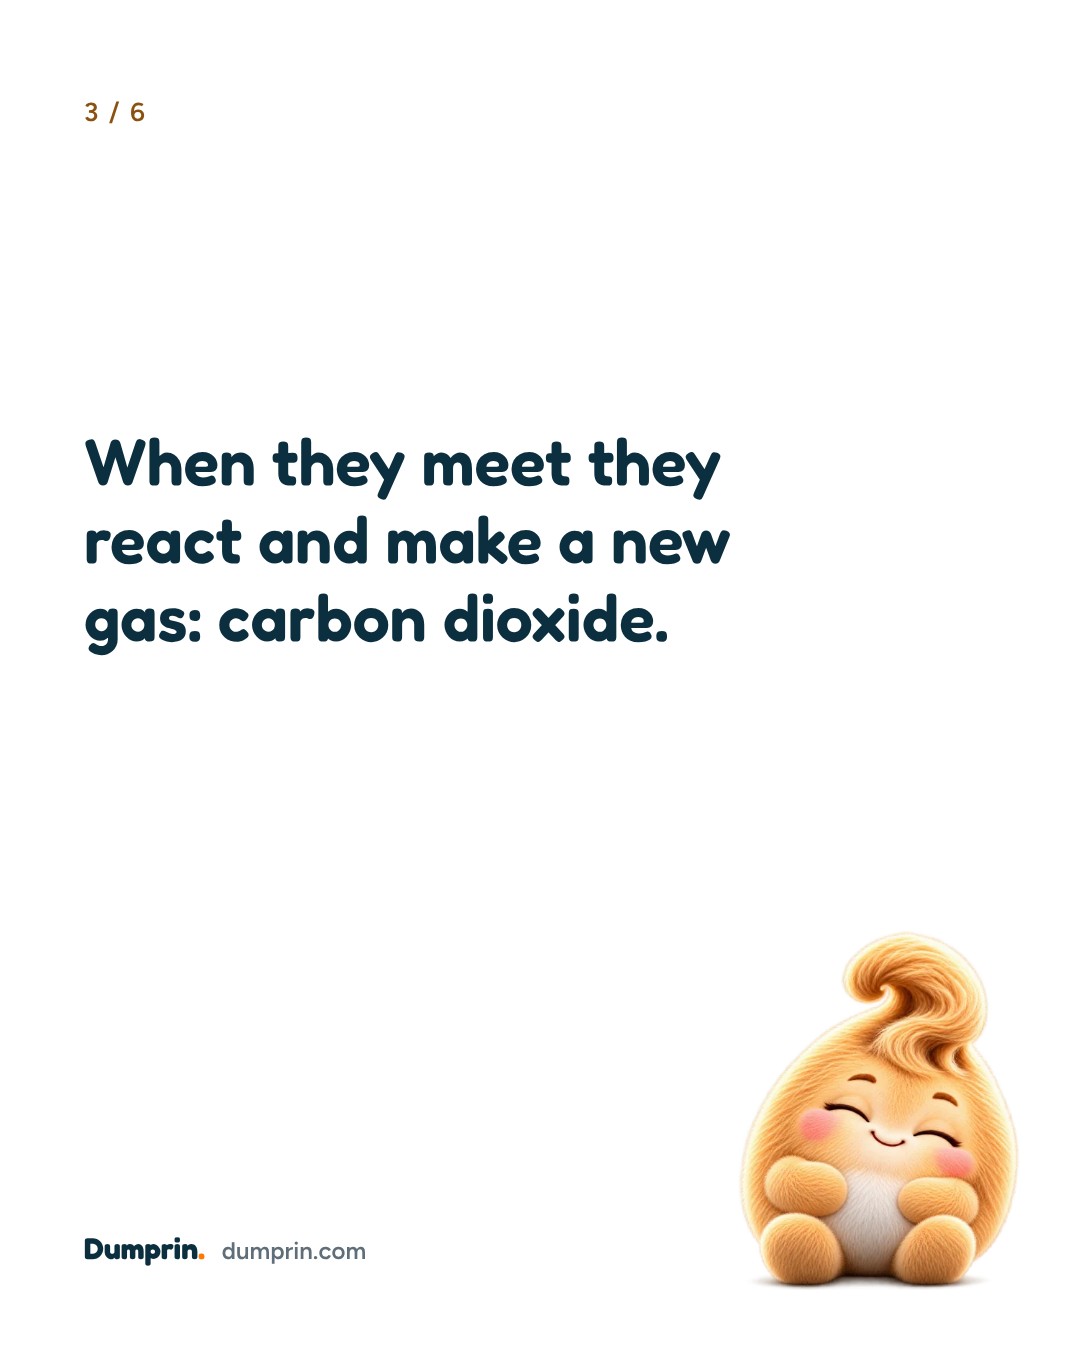 3 / 6
When they meet they
react and make a new
gas: carbon dioxide.
Dumprin. dumprin.com